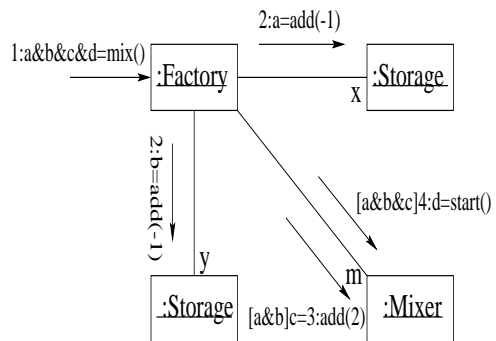 2:a=add(-1)
1:a&b&c&d=mix()
:Factory
:Storage
x
2:b=add(-1)
[a&b&c]4:d=start()
y
m
:Storage
[a&b]c=3:add(2)
:Mixer